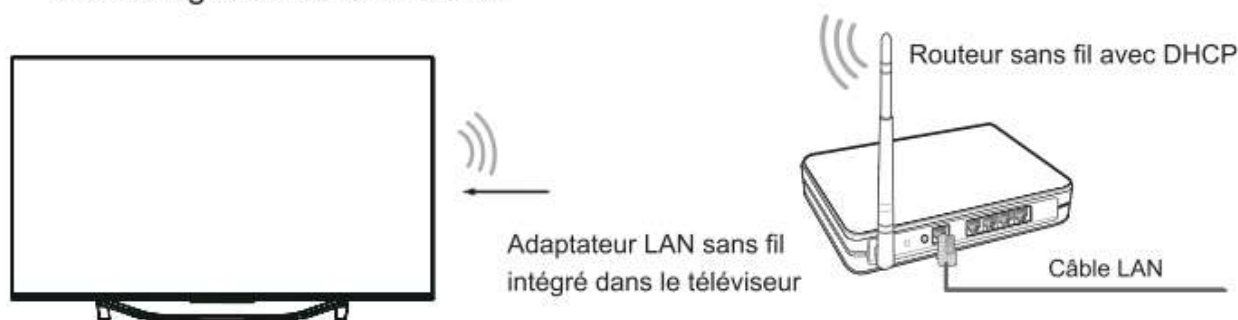 Routeur sans fil avec DHCP
Adaptateur LAN sans fil
intégré dans le téléviseur
Câble LAN